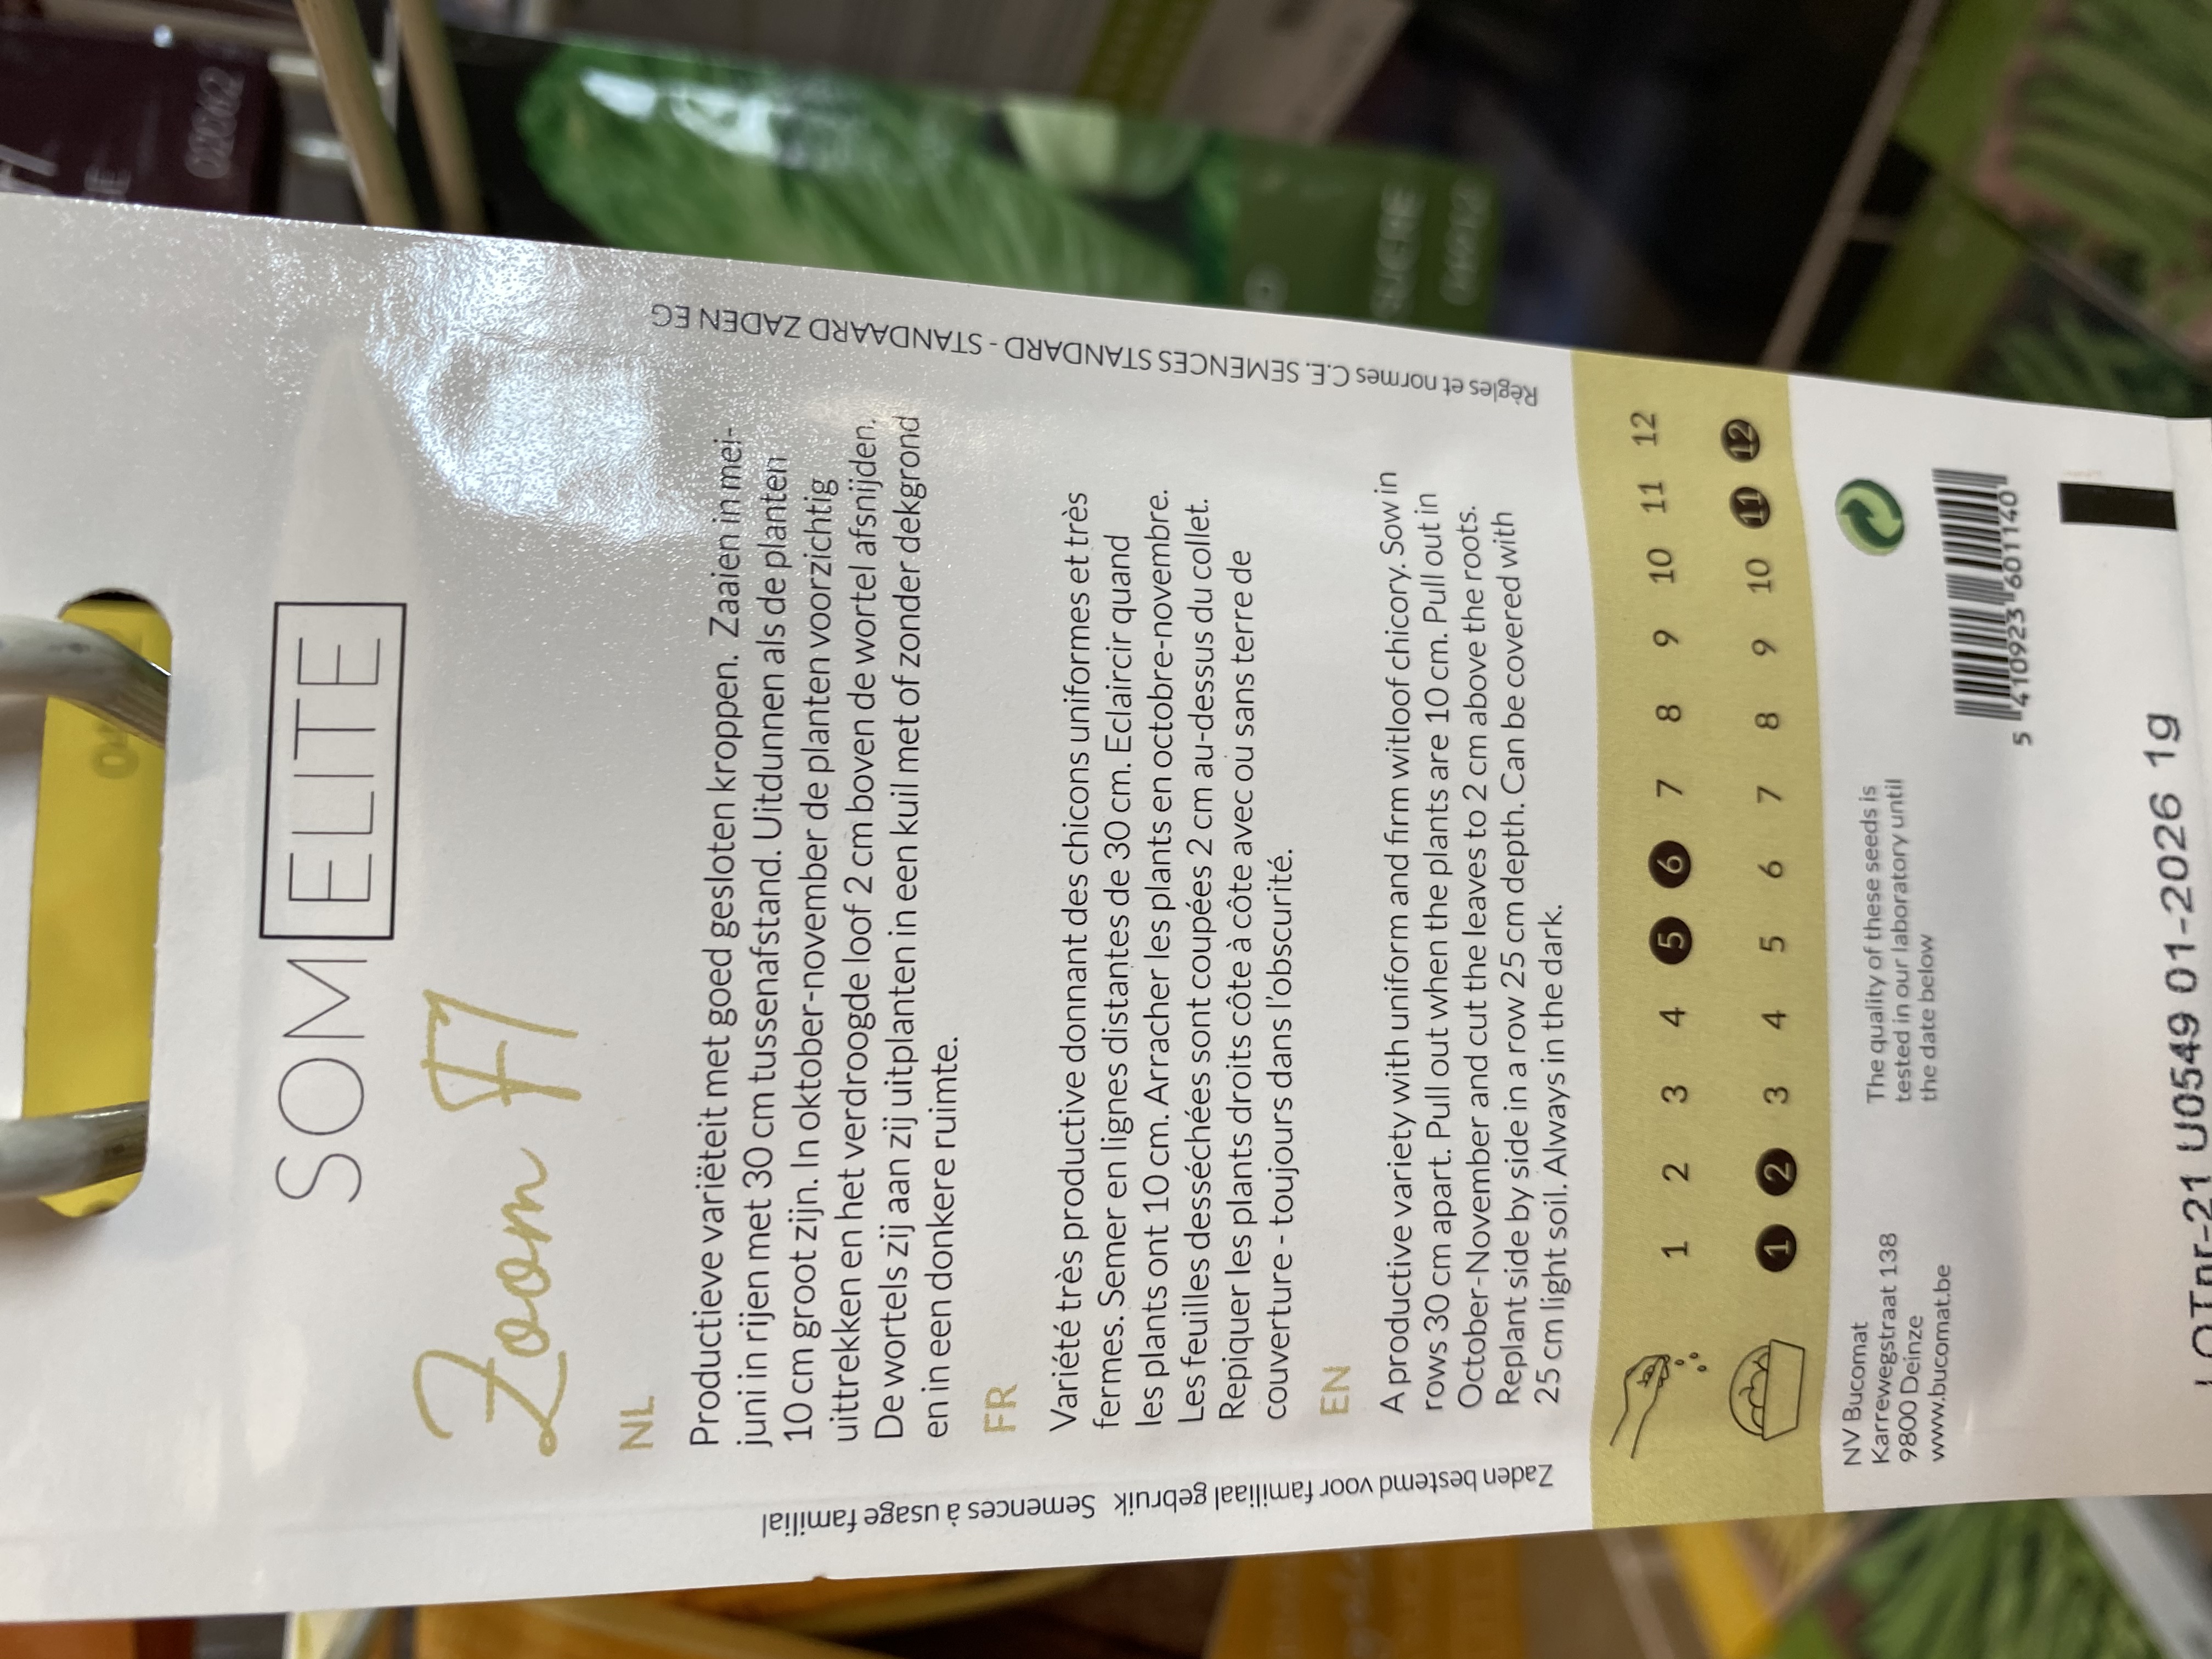 SOM ELITE
Zoom F1
NL
Productieve variëteit met goed gesloten kroppen. Zaaien in mei-
juni in rijen met 30 cm tussenafstand. Uitdunnen als de planten
10 cm groot zijn. In oktober-november de planten voorzichtig
uittrekken en het verdroogde loof 2 cm boven de wortel afsnijden.
De wortels zij aan zij uitplanten in een kuil met of zonder dekgrond
en in een donkere ruimte.
FR
Variété très productive donnant des chicons uniformes et très
fermes. Semer en lignes distantes de 30 cm. Eclaircir quand
les plants ont 10 cm. Arracher les plants en octobre-novembre.
Les feuilles desséchées sont coupées 2 cm au-dessus du collet.
Repiquer les plants droits côte à côte avec ou sans terre de
couverture - toujours dans l'obscurité.
EN
A productive variety with uniform and firm witloof chicory. Sow in
rows 30 cm apart. Pull out when the plants are 10 cm. Pull out in
October-November and cut the leaves to 2 cm above the roots.
Replant side by side in a row 25 cm depth. Can be covered with
25 cm light soil. Always in the dark.
Zaden bestemd voor familiaal gebruik Semences à usage familial
Règles et normes C.E. SEMENCES STANDARD - STANDAARD ZADEN EG
1 2 3 4 5 6 7 8 9 10 11 12
1 2 3 4 5 6 7 8 9 10 11 12
NV Bucomat
Karrewegstraat 138
9800 Deinze
www.bucomat.be
The quality of these seeds is
tested in our laboratory until
the date below
5 410923 601140
LOTnr-21 U0549 01-2026 1g
SUCRE